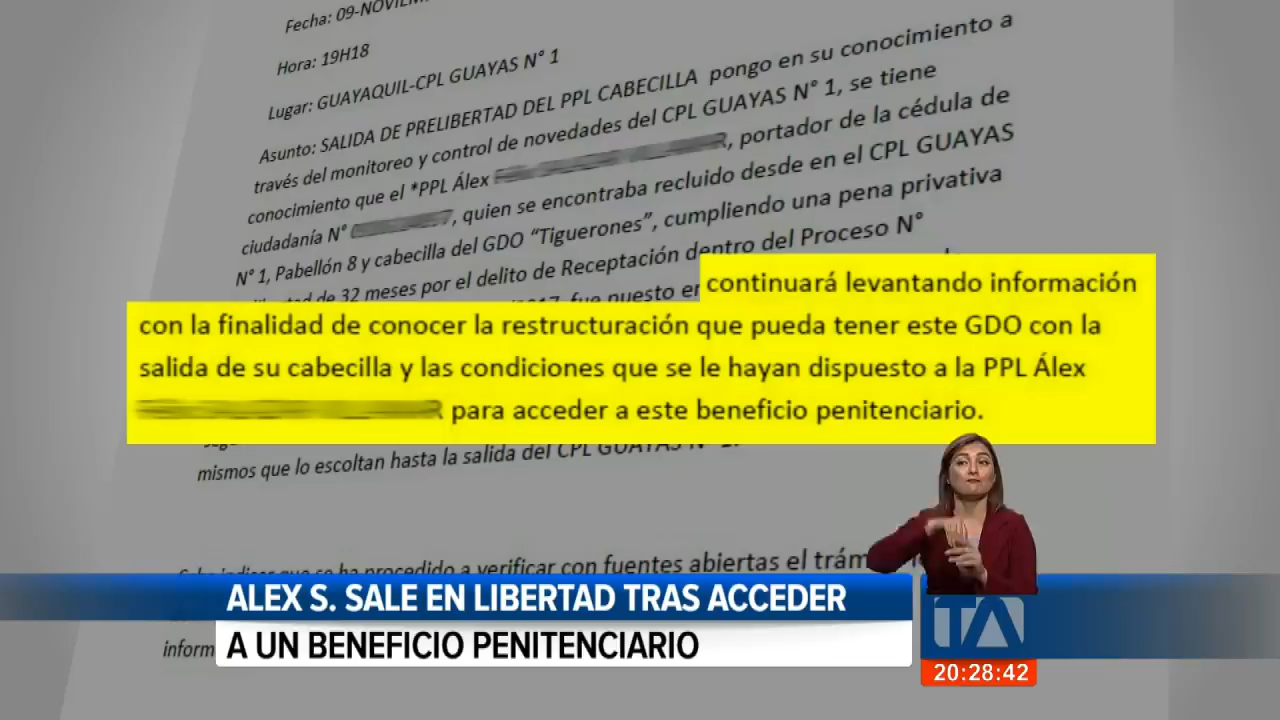 Fecha: 09-NOVIEM
Hora: 19H18
Lugar: GUAYAQUIL-CPL GUAYAS N° 1
Asunto: SALIDA DE PRELIBERTAD DEL PPL CABECILLA pongo en su conocimiento a
través del monitoreo y control de novedades del CPL GUAYAS N° 1, se tiene
conocimiento que el *PPL Álex R, portador de la cédula de
ciudadanía N° 7, quien se encontraba recluido desde en el CPL GUAYAS
N° 1, Pabellón 8 y cabecilla del GDO “Tiguerones”, cumpliendo una pena privativa
de 32 meses por el delito de Receptación dentro del Proceso N°
fue puesto en
continuará levantando información
con la finalidad de conocer la restructuración que pueda tener este GDO con la
salida de su cabecilla y las condiciones que se le hayan dispuesto a la PPL Álex
R para acceder a este beneficio penitenciario.
mismos que lo escoltan hasta la salida del CPL GUAYAS N° 1.
que se ha procedido a verificar con fuentes abiertas el trám
inform
ALEX S. SALE EN LIBERTAD TRAS ACCEDER
A UN BENEFICIO PENITENCIARIO
TA
20:28:42